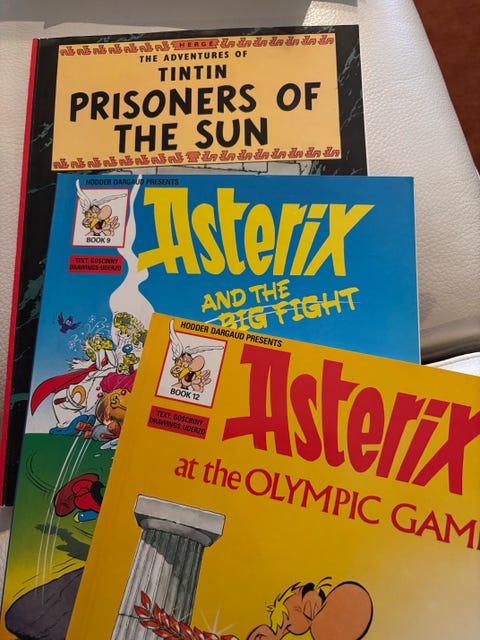 HERGÉ
THE ADVENTURES OF
TINTIN
PRISONERS OF
THE SUN
HODDER DARGAUD PRESENTS
BOOK 9
TEXT: GOSCINNY
DRAWINGS: UDERZO
Asterix
AND THE
BIG FIGHT
HODDER DARGAUD PRESENTS
BOOK 12
TEXT: GOSCINNY
DRAWINGS: UDERZO
Asterix
at the OLYMPIC GAM